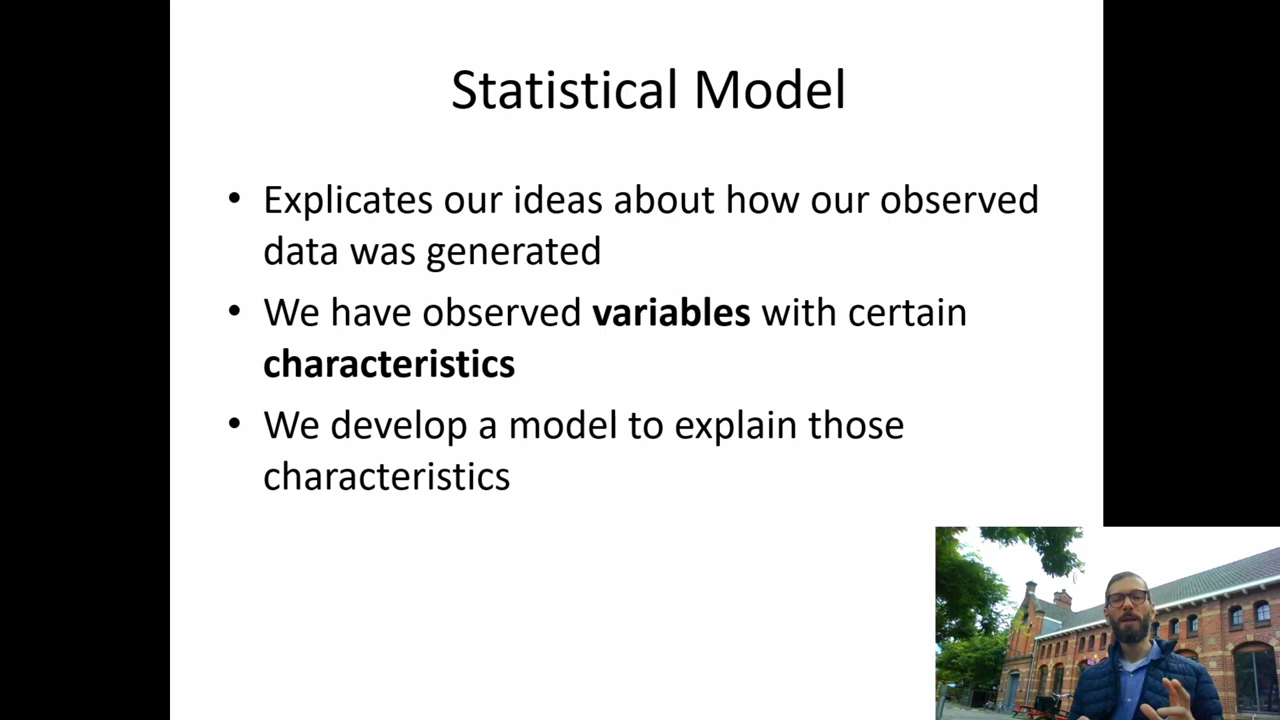 Statistical Model
• Explicates our ideas about how our observed
data was generated
• We have observed variables with certain
characteristics
• We develop a model to explain those
characteristics